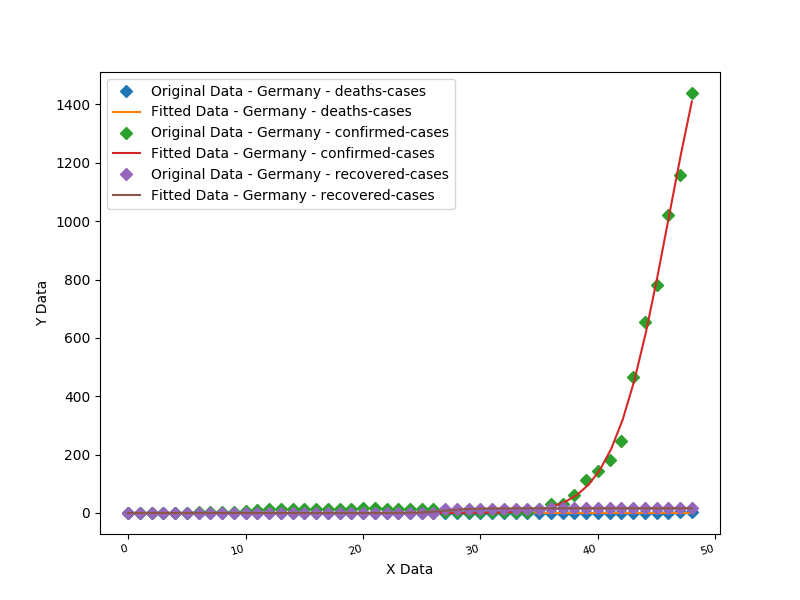 Original Data - Germany - deaths-cases
Fitted Data - Germany - deaths-cases
Original Data - Germany - confirmed-cases
Fitted Data - Germany - confirmed-cases
Original Data - Germany - recovered-cases
Fitted Data - Germany - recovered-cases
1400
1200
1000
800
600
400
200
0
Y Data
0 10 20 30 40 50
X Data